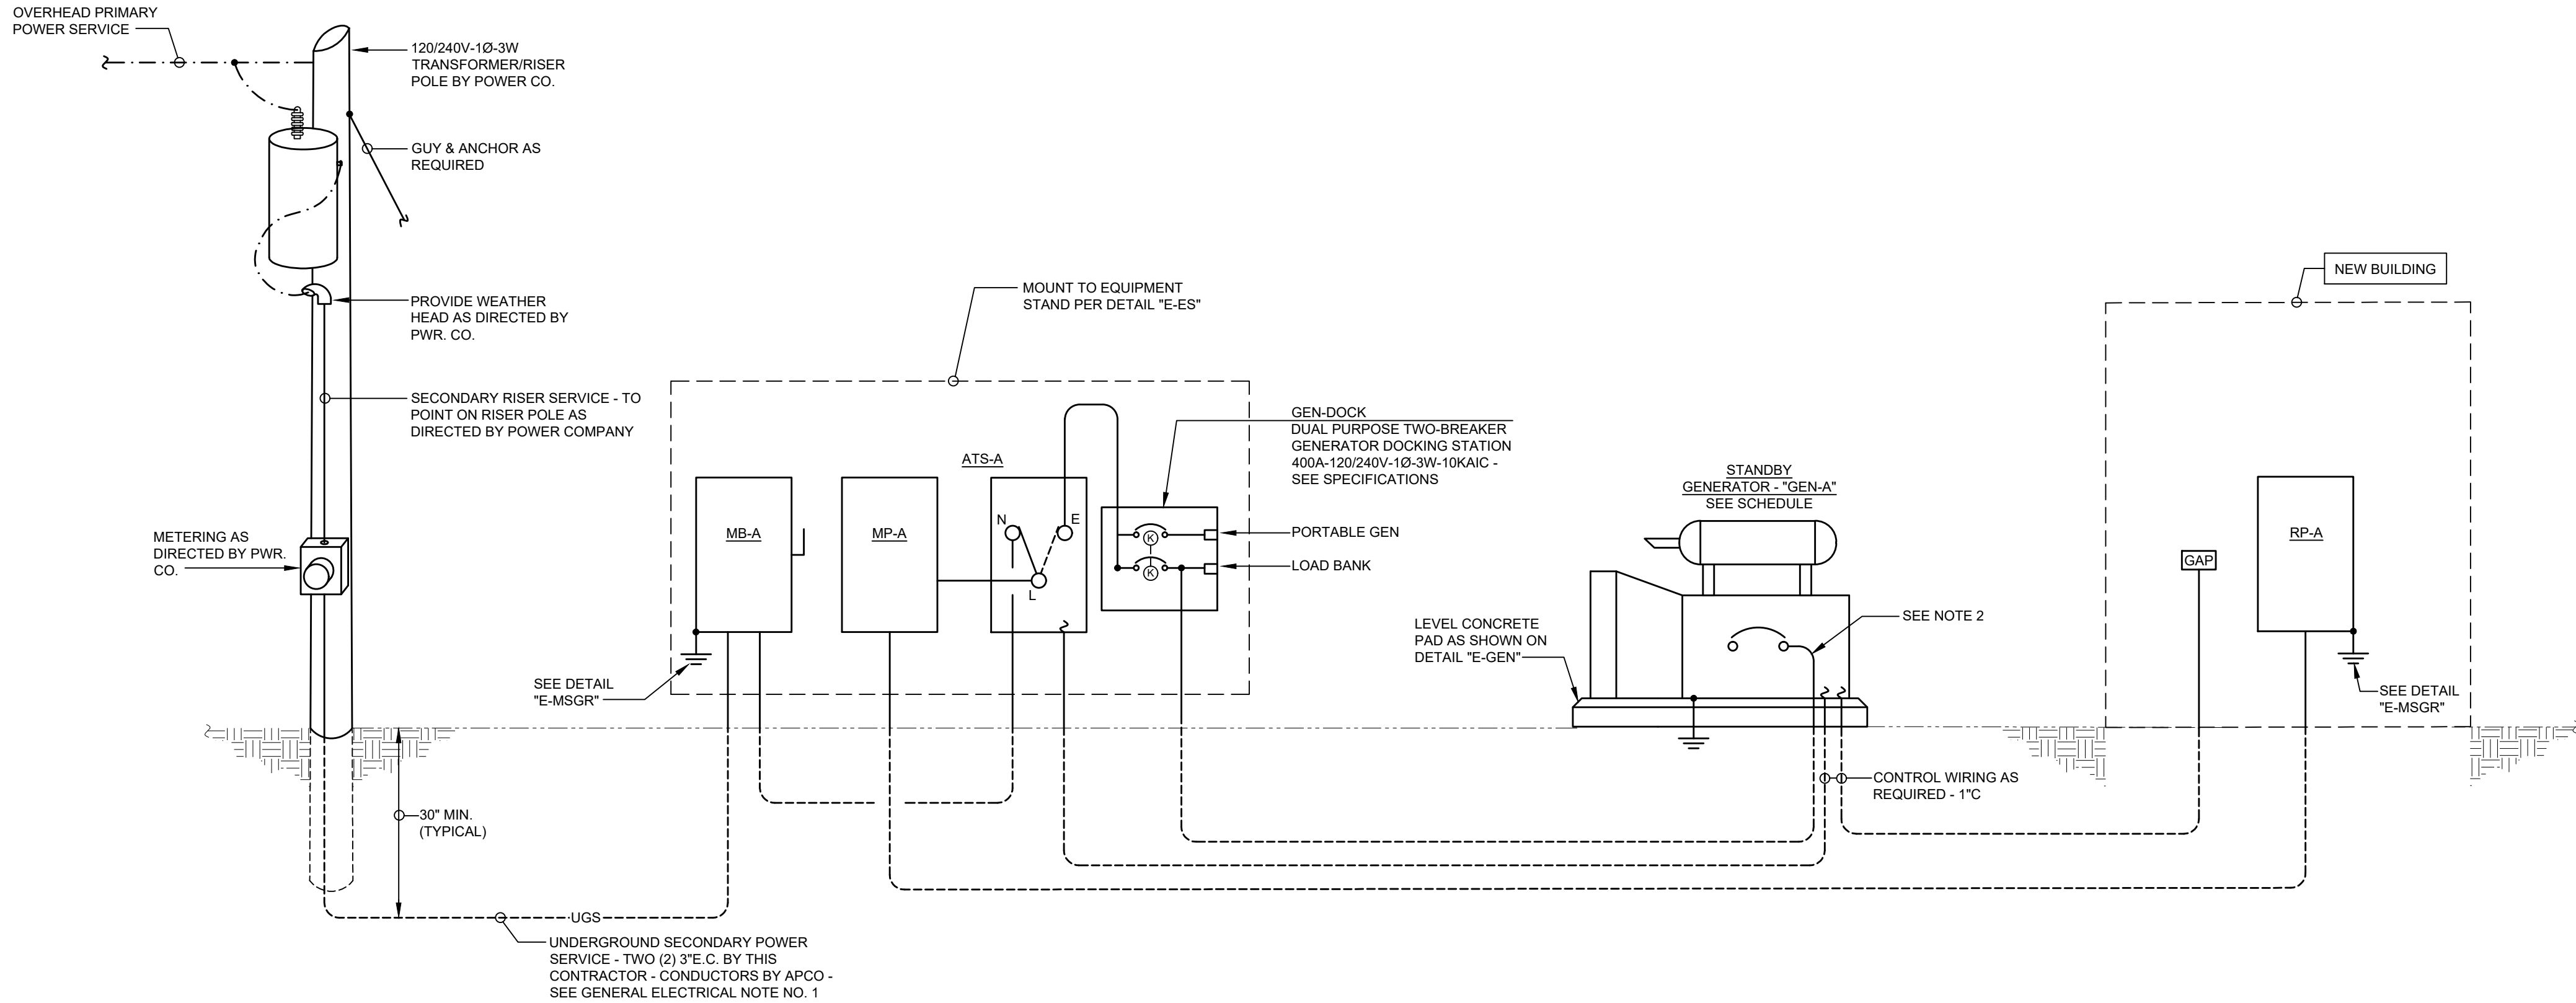 OVERHEAD PRIMARY
POWER SERVICE
120/240V-1Ø-3W
TRANSFORMER/RISER
POLE BY POWER CO.
GUY & ANCHOR AS
REQUIRED
PROVIDE WEATHER
HEAD AS DIRECTED BY
PWR. CO.
SECONDARY RISER SERVICE - TO
POINT ON RISER POLE AS
DIRECTED BY POWER COMPANY
METERING AS
DIRECTED BY PWR.
CO.
30" MIN.
(TYPICAL)
UGS
UNDERGROUND SECONDARY POWER
SERVICE - TWO (2) 3"E.C. BY THIS
CONTRACTOR - CONDUCTORS BY APCO -
SEE GENERAL ELECTRICAL NOTE NO. 1
MOUNT TO EQUIPMENT
STAND PER DETAIL "E-ES"
MB-A
SEE DETAIL
"E-MSGR"
MP-A
ATS-A
N
E
L
GEN-DOCK
DUAL PURPOSE TWO-BREAKER
GENERATOR DOCKING STATION
400A-120/240V-1Ø-3W-10KAIC -
SEE SPECIFICATIONS
K
K
PORTABLE GEN
LOAD BANK
STANDBY
GENERATOR - "GEN-A"
SEE SCHEDULE
LEVEL CONCRETE
PAD AS SHOWN ON
DETAIL "E-GEN"
SEE NOTE 2
CONTROL WIRING AS
REQUIRED - 1"C
NEW BUILDING
GAP
RP-A
SEE DETAIL
"E-MSGR"